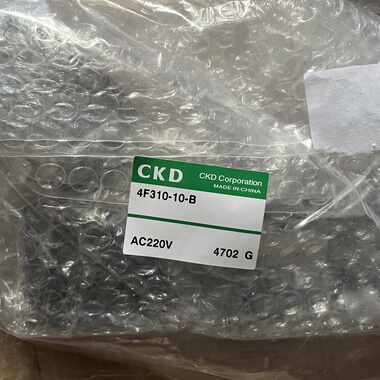 CKD CKD Corporation
MADE IN CHINA
4F310-10-B
AC220V 4702 G